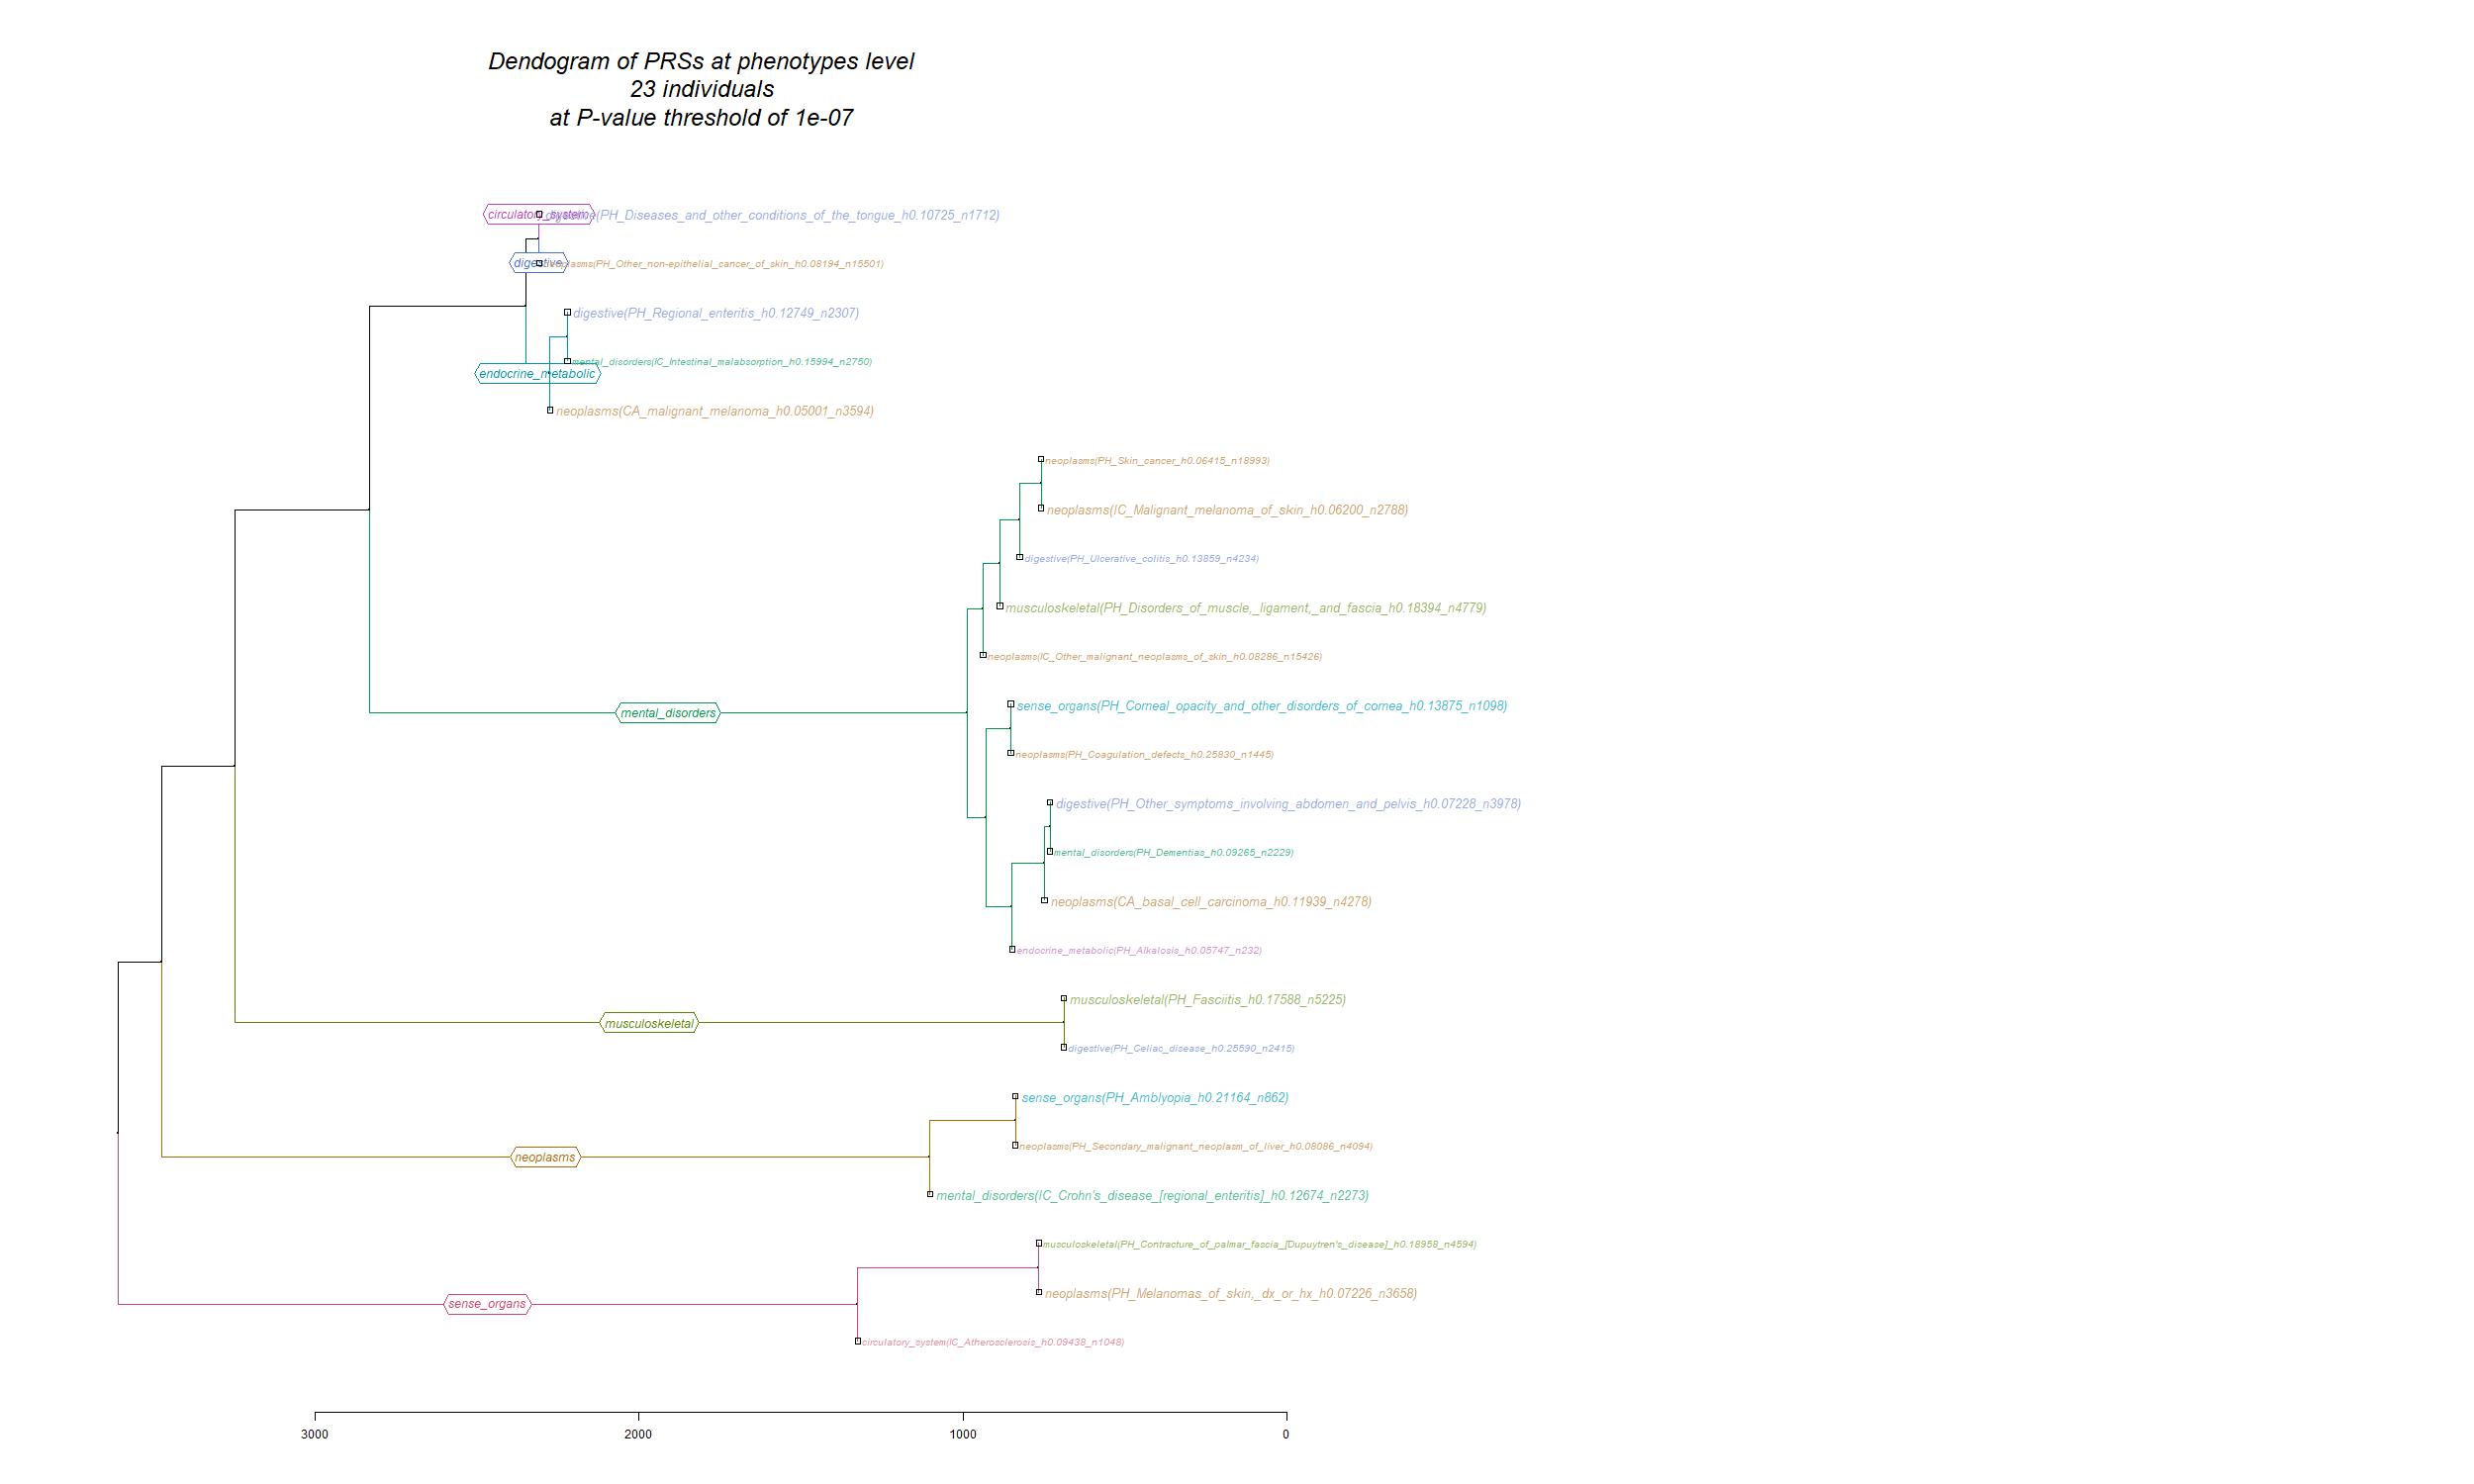 Dendogram of PRSs at phenotypes level
23 individuals
at P-value threshold of 1e-07
circulatory_system
digestive(PH_Diseases_and_other_conditions_of_the_tongue_h0.10725_n1712)
digestive
neoplasms(PH_Other_non-epithelial_cancer_of_skin_h0.08194_n15501)
digestive(PH_Regional_enteritis_h0.12749_n2307)
mental_disorders(IC_Intestinal_malabsorption_h0.15994_n2750)
endocrine_metabolic
neoplasms(CA_malignant_melanoma_h0.05001_n3594)
neoplasms(PH_Skin_cancer_h0.06415_n18993)
neoplasms(IC_Malignant_melanoma_of_skin_h0.06200_n2788)
digestive(PH_Ulcerative_colitis_h0.13859_n4234)
musculoskeletal(PH_Disorders_of_muscle,_ligament,_and_fascia_h0.18394_n4779)
neoplasms(IC_Other_malignant_neoplasms_of_skin_h0.08286_n15426)
sense_organs(PH_Corneal_opacity_and_other_disorders_of_cornea_h0.13875_n1098)
mental_disorders
neoplasms(PH_Coagulation_defects_h0.25830_n1445)
digestive(PH_Other_symptoms_involving_abdomen_and_pelvis_h0.07228_n3978)
mental_disorders(PH_Dementias_h0.09265_n2229)
neoplasms(CA_basal_cell_carcinoma_h0.11939_n4278)
endocrine_metabolic(PH_Alkalosis_h0.05747_n232)
musculoskeletal(PH_Fasciitis_h0.17588_n5225)
musculoskeletal
digestive(PH_Celiac_disease_h0.25590_n2415)
sense_organs(PH_Amblyopia_h0.21164_n862)
neoplasms(PH_Secondary_malignant_neoplasm_of_liver_h0.08086_n4094)
neoplasms
mental_disorders(IC_Crohn's_disease_[regional_enteritis]_h0.12674_n2273)
musculoskeletal(PH_Contracture_of_palmar_fascia_[Dupuytren's_disease]_h0.18958_n4594)
neoplasms(PH_Melanomas_of_skin,_dx_or_hx_h0.07226_n3658)
sense_organs
circulatory_system(IC_Atherosclerosis_h0.09438_n1048)
3000 2000 1000 0